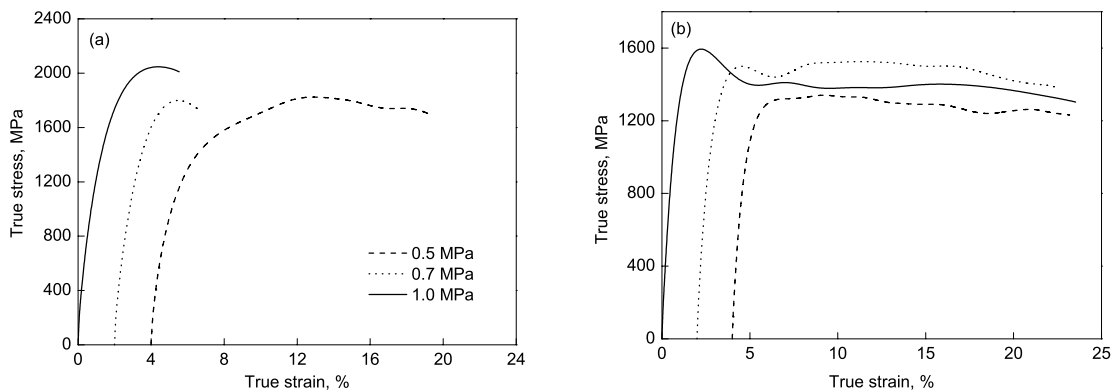 (a)
True stress, MPa
2400
2000
1600
1200
800
400
0
0 4 8 12 16 20 24
True strain, %
0.5 MPa
0.7 MPa
1.0 MPa
(b)
True stress, MPa
1600
1200
800
400
0
0 5 10 15 20 25
True strain, %